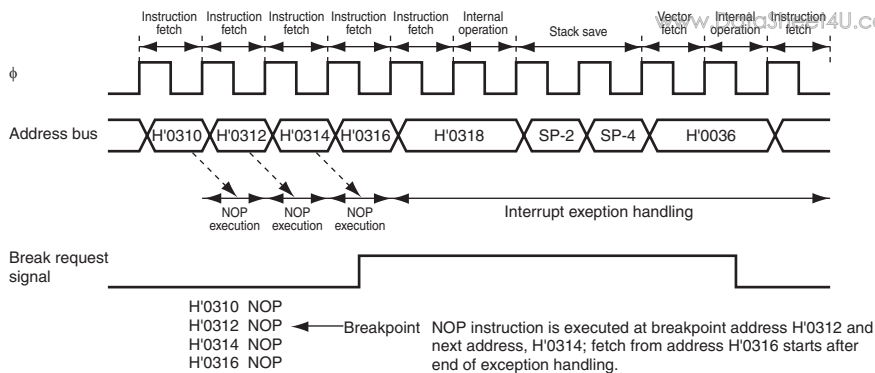 Instruction fetch
Instruction fetch
Instruction fetch
Instruction fetch
Instruction fetch
Internal operation
Stack save
Vector fetch
Internal operation
Instruction fetch
www.DataSheet4U.co
φ
Address bus
H'0310 H'0312 H'0314 H'0316 H'0318 SP-2 SP-4 H'0036
NOP execution
NOP execution
NOP execution
Interrupt exeption handling
Break request
signal
H'0310 NOP
H'0312 NOP
H'0314 NOP
H'0316 NOP
Breakpoint
NOP instruction is executed at breakpoint address H'0312 and
next address, H'0314; fetch from address H'0316 starts after
end of exception handling.